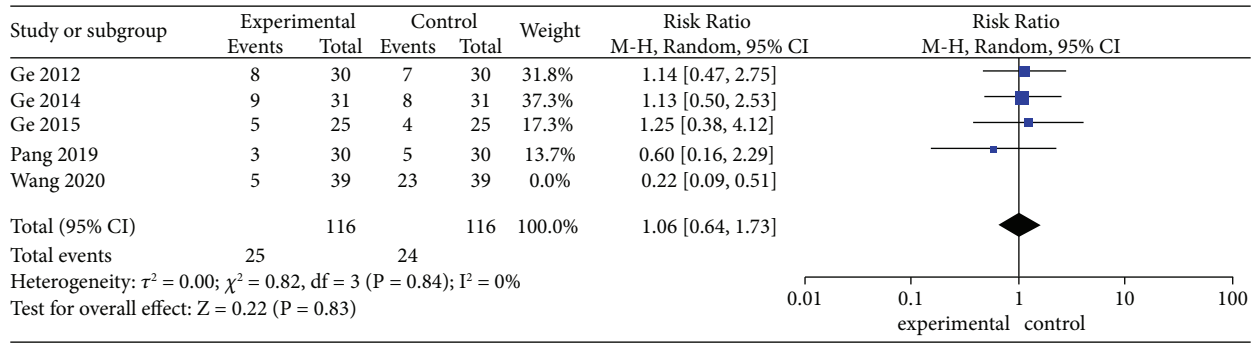 Study or subgroup Experimental Control Weight Risk Ratio Risk Ratio
Events Total Events Total M-H, Random, 95% CI M-H, Random, 95% CI
Ge 2012 8 30 7 30 31.8% 1.14 [0.47, 2.75]
Ge 2014 9 31 8 31 37.3% 1.13 [0.50, 2.53]
Ge 2015 5 25 4 25 17.3% 1.25 [0.38, 4.12]
Pang 2019 3 30 5 30 13.7% 0.60 [0.16, 2.29]
Wang 2020 5 39 23 39 0.0% 0.22 [0.09, 0.51]
Total (95% CI) 116 116 100.0% 1.06 [0.64, 1.73]
Total events 25 24
Heterogeneity: τ² = 0.00; χ² = 0.82, df = 3 (P = 0.84); I² = 0%
Test for overall effect: Z = 0.22 (P = 0.83)
0.01 0.1 1 10 100
experimental control